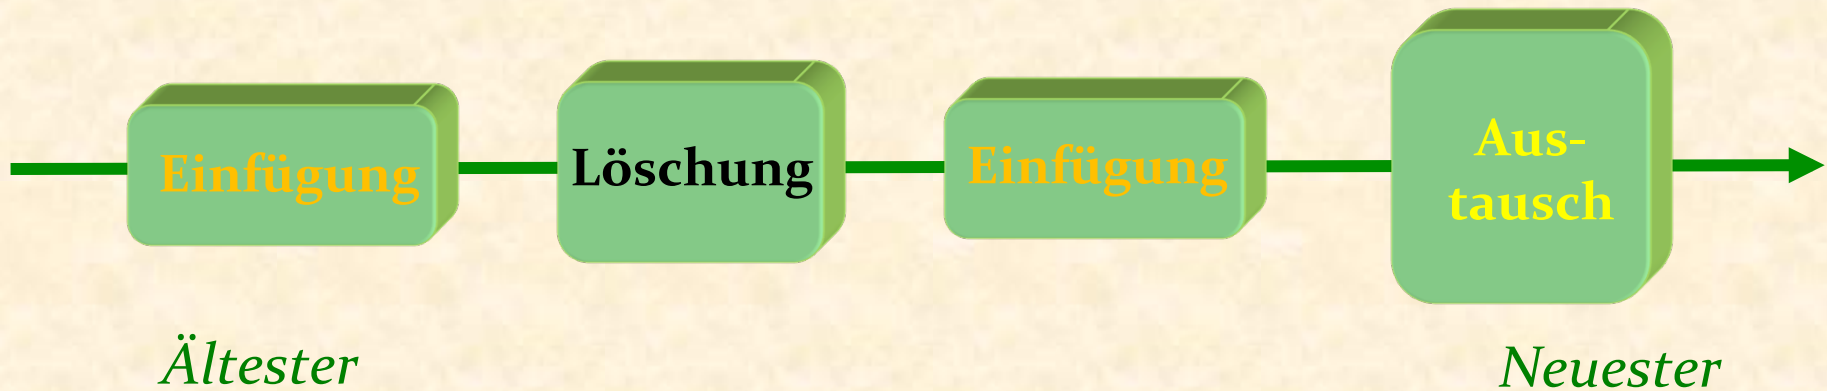 Einfügung
Löschung
Einfügung
Aus-
tausch
Ältester
Neuester